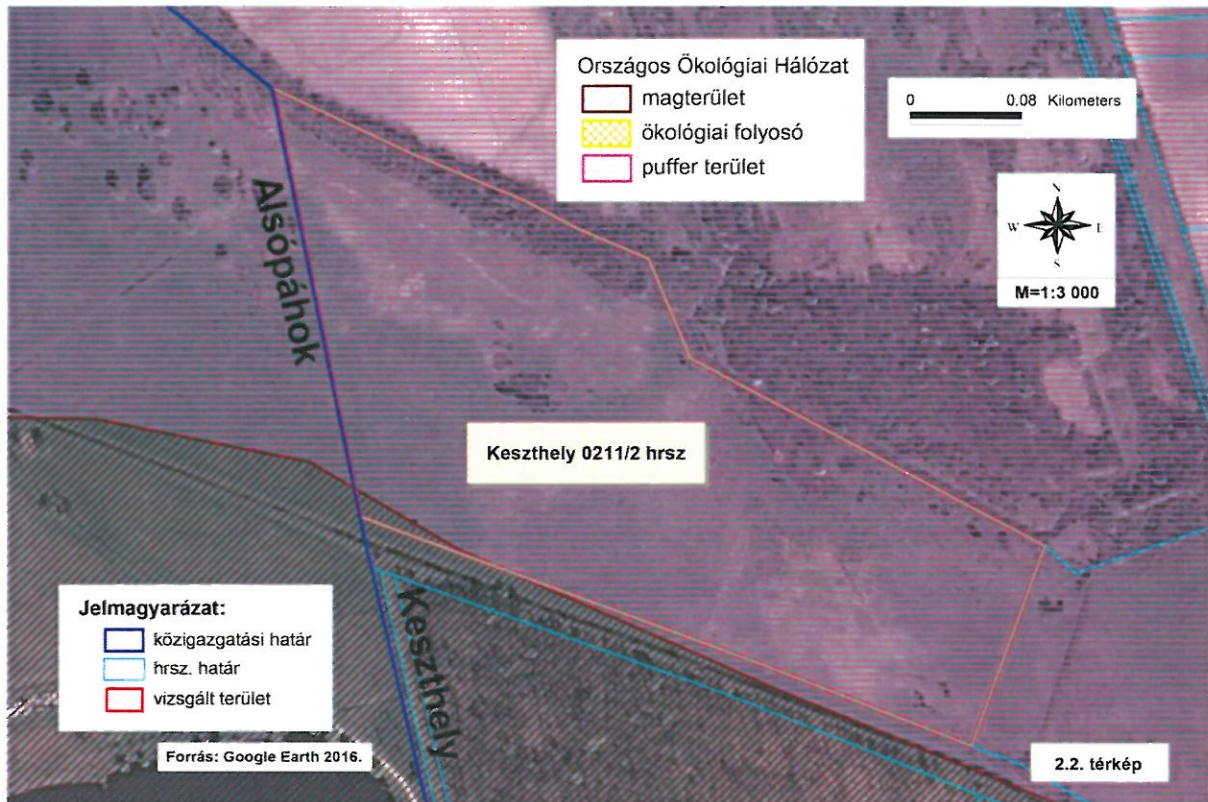 Országos Ökológiai Hálózat
magterület
ökológiai folyosó
puffer terület
0 0.08 Kilometers
N
W E
S
M=1:3 000
Alsópáhok
Keszthely 0211/2 hrsz
Keszthely
Jelmagyarázat:
közigazgatási határ
hrsz. határ
vizsgált terület
Forrás: Google Earth 2016.
2.2. térkép